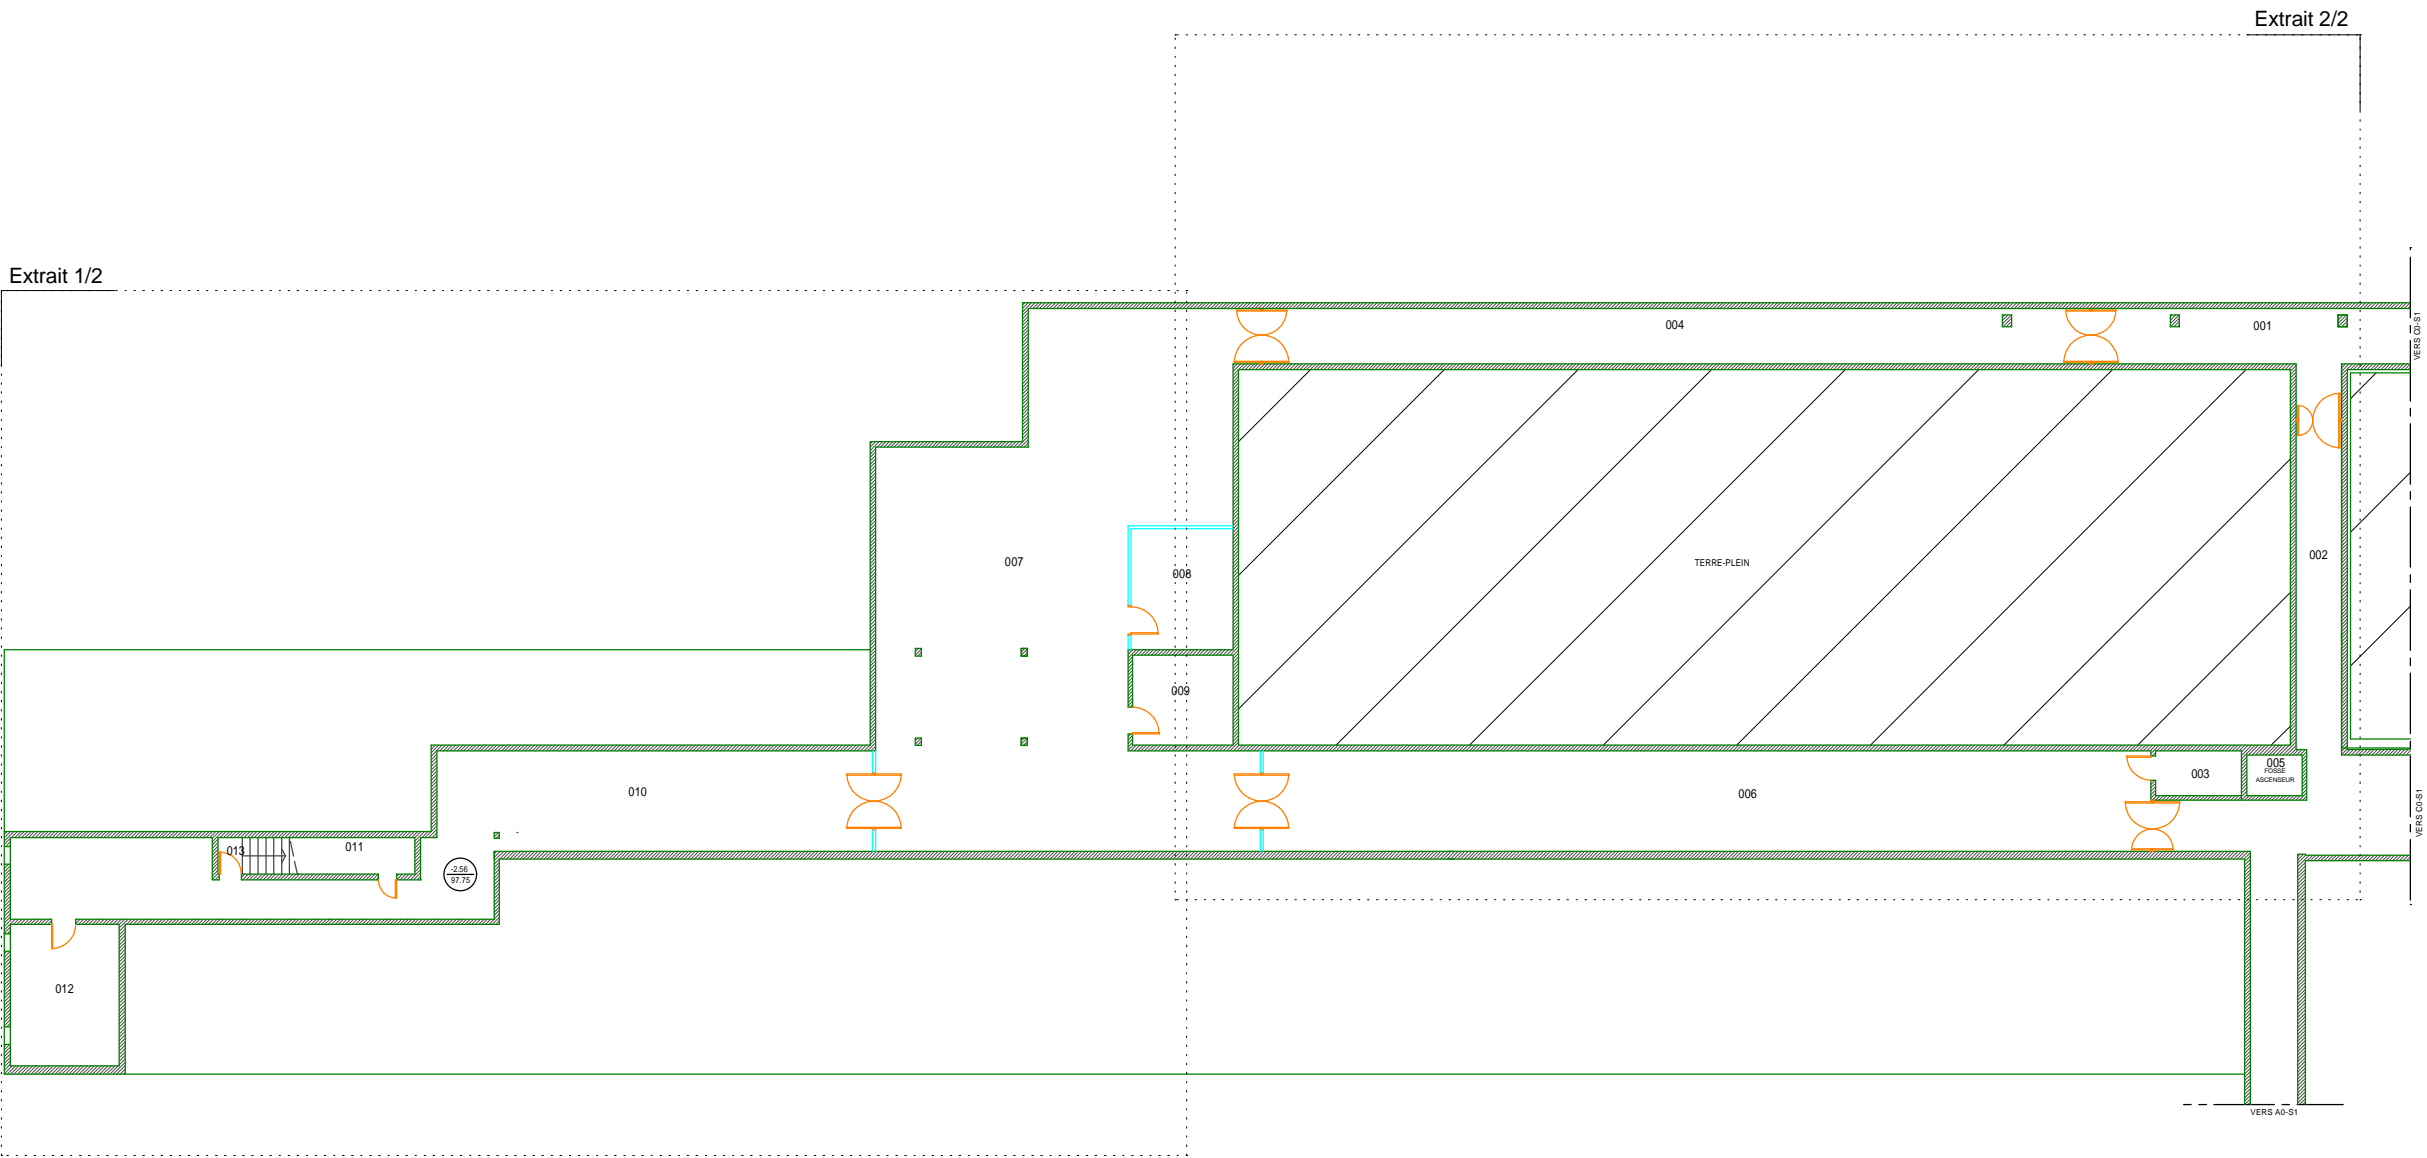 Extrait 2/2
Extrait 1/2
004
001
VERS C0-S1
007
008
TERRE-PLEIN
002
009
010
006
003
005
FOSSE
ASCENSEUR
VERS C0-S1
013
011
-2.56
97.75
012
VERS A0-S1